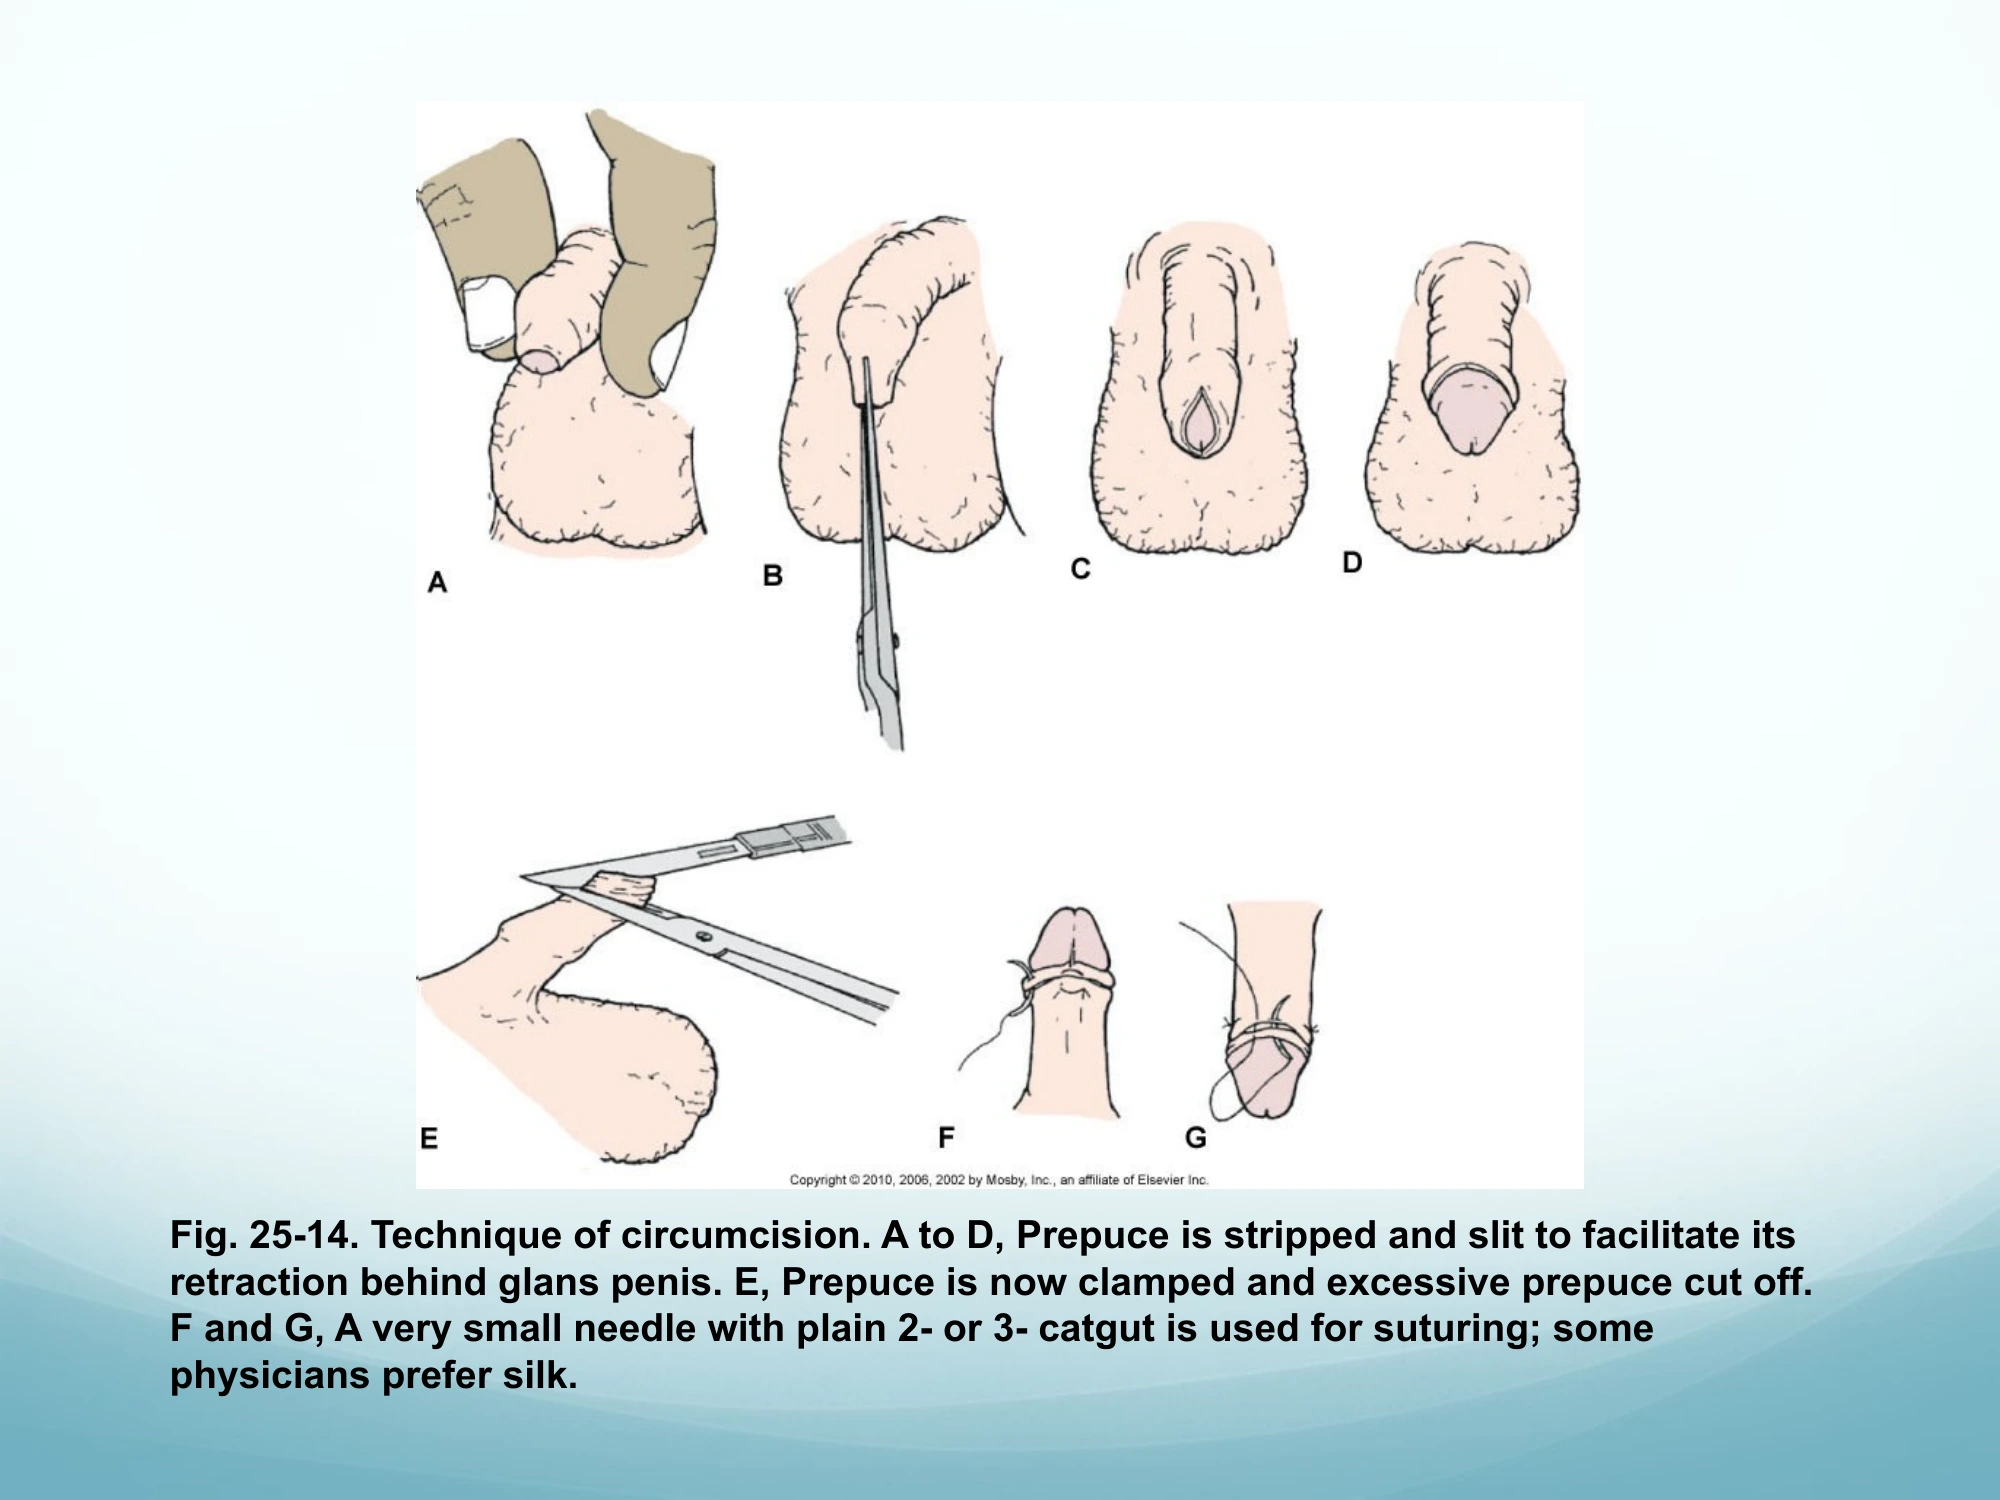 A
B
C
D
E
F
G
Copyright © 2010, 2006, 2002 by Mosby, Inc., an affiliate of Elsevier Inc.
Fig. 25-14. Technique of circumcision. A to D, Prepuce is stripped and slit to facilitate its
retraction behind glans penis. E, Prepuce is now clamped and excessive prepuce cut off.
F and G, A very small needle with plain 2- or 3- catgut is used for suturing; some
physicians prefer silk.